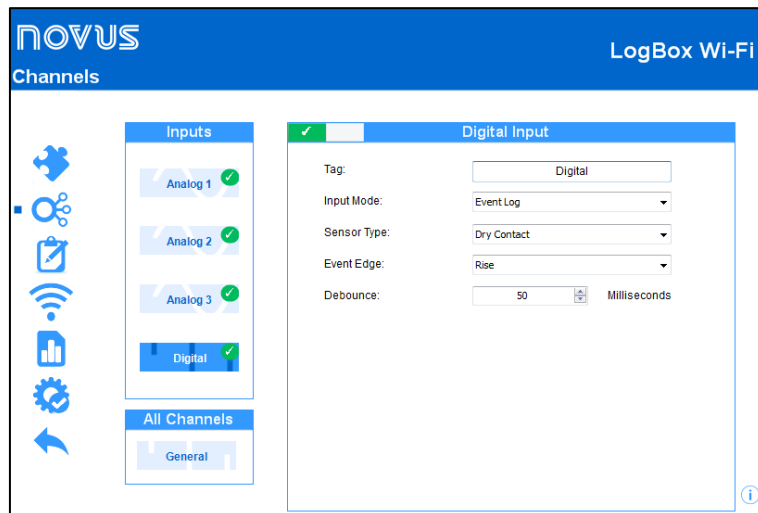 NOVUS
LogBox Wi-Fi
Channels
Inputs
Analog 1
Analog 2
Analog 3
Digital
All Channels
General
Digital Input
Tag:
Digital
Input Mode:
Event Log
Sensor Type:
Dry Contact
Event Edge:
Rise
Debounce:
50
Milliseconds
i